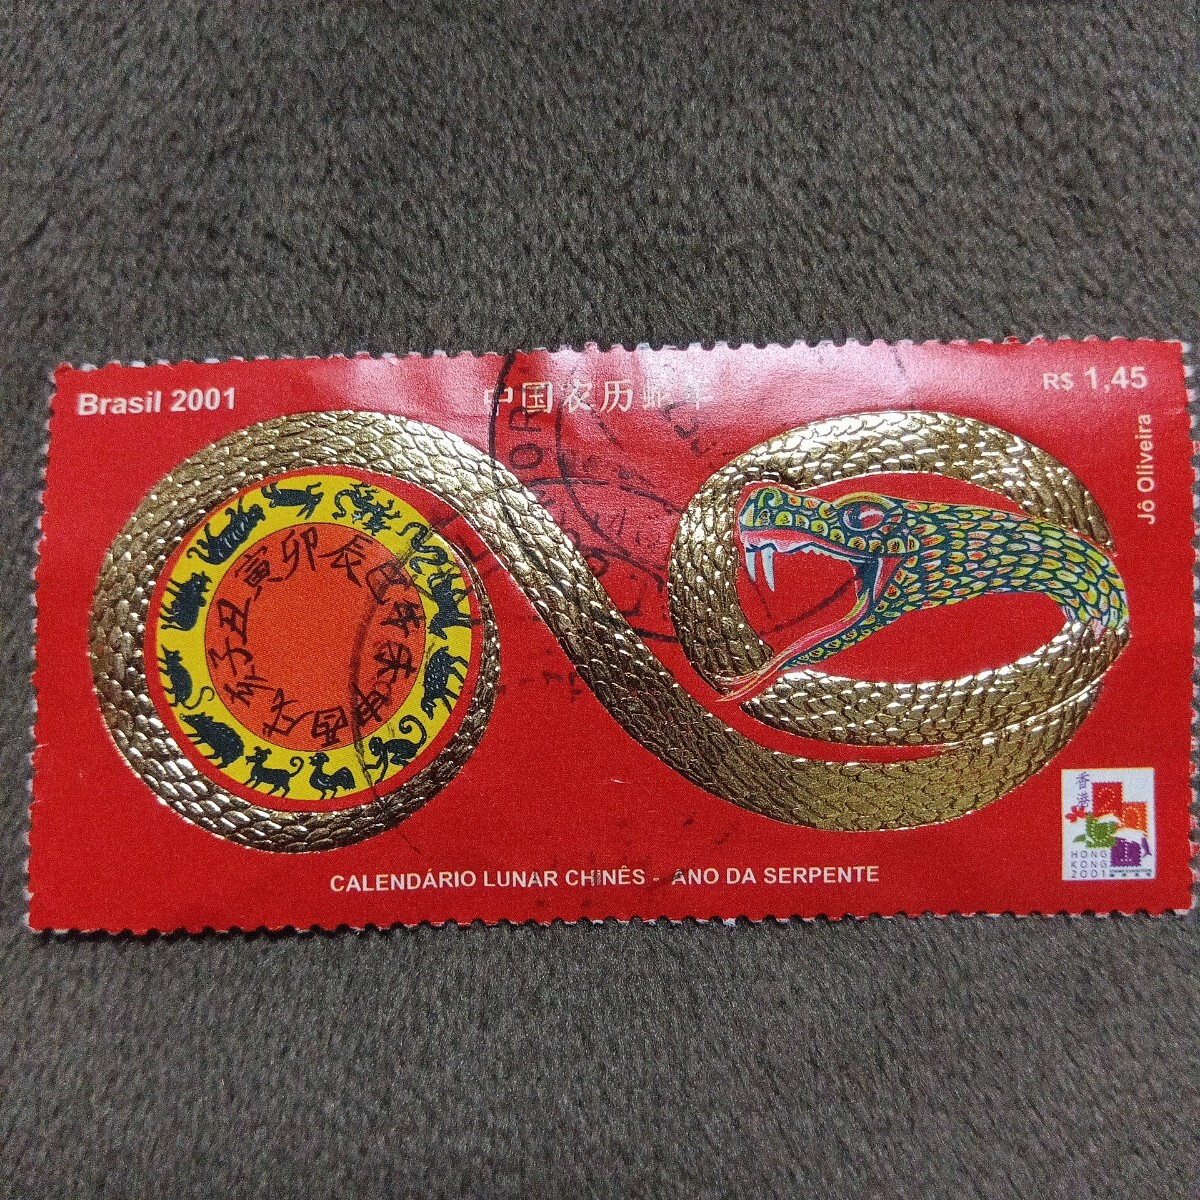 Brasil 2001
中国农历蛇年
R$ 1,45
Jô Oliveira
子丑寅卯辰巳午未申酉戌亥
香港
HONG
KONG
2001
CALENDÁRIO LUNAR CHINÊS - ANO DA SERPENTE